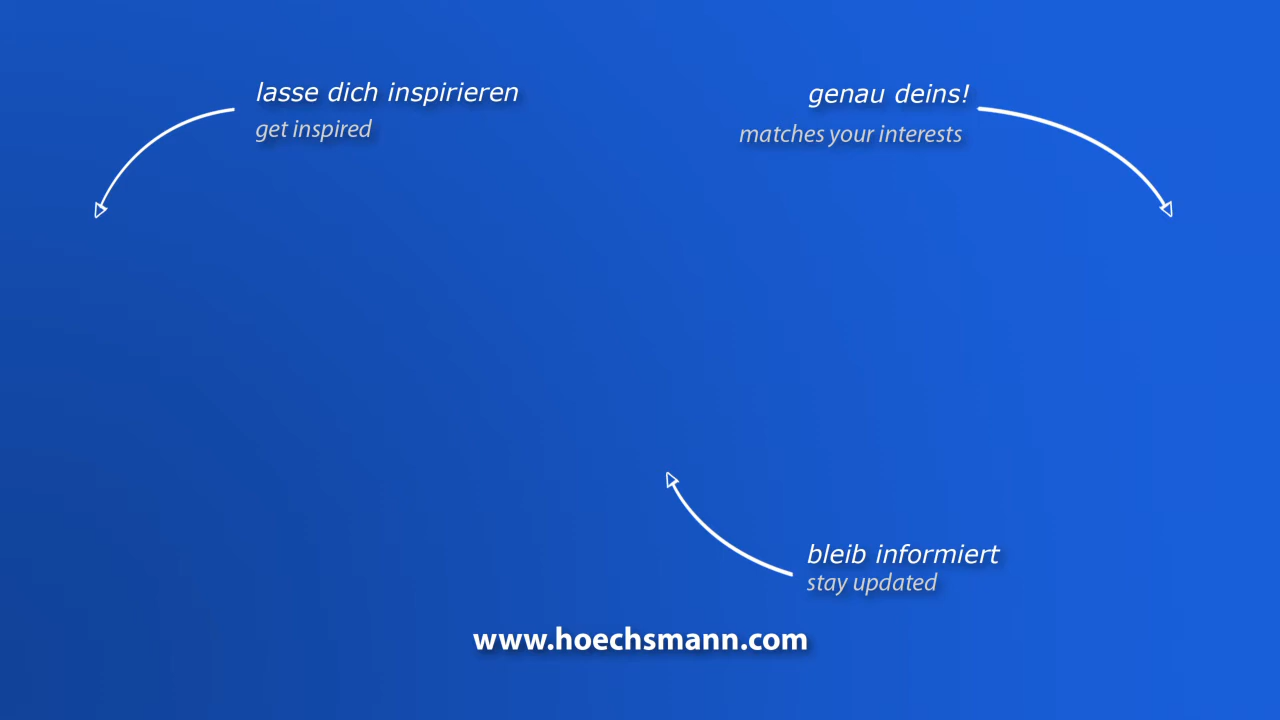 lasse dich inspirieren
get inspired
genau deins!
matches your interests
bleib informiert
stay updated
www.hoechsmann.com